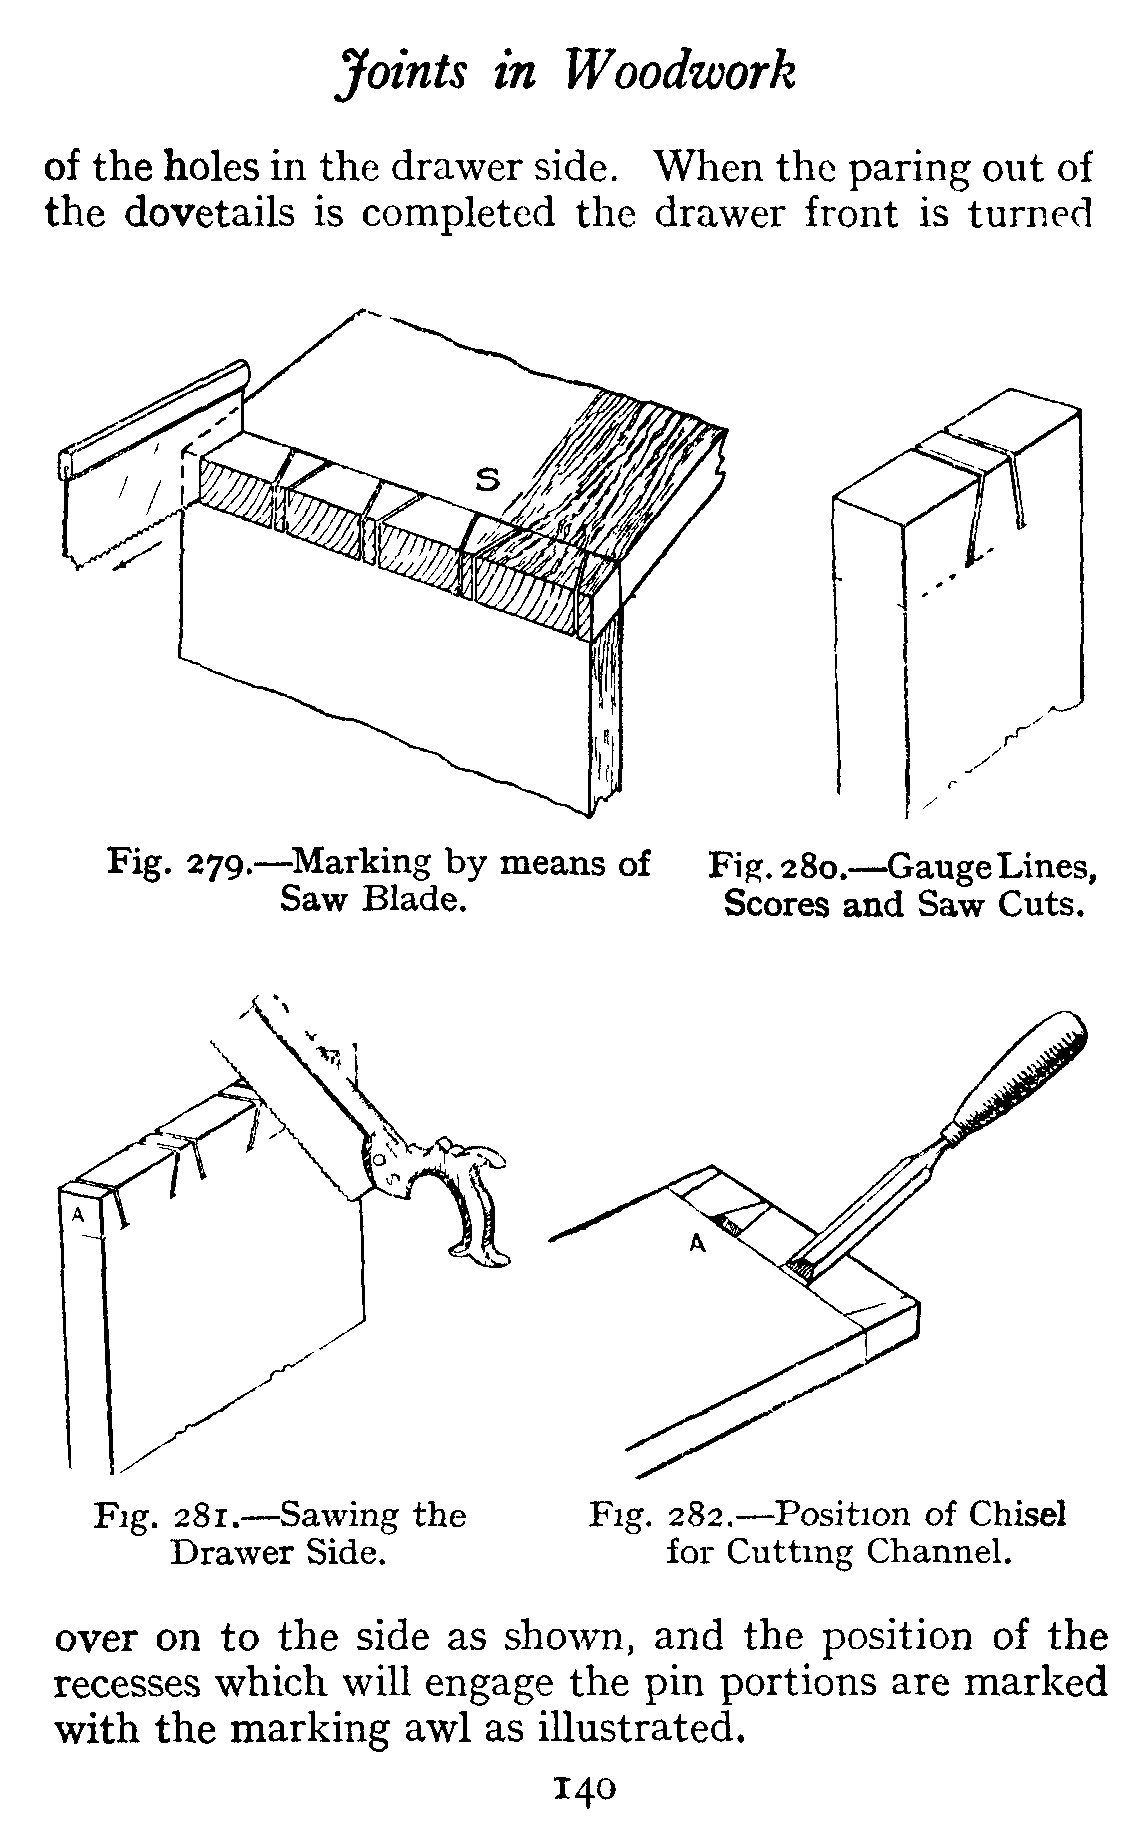 Joints in Woodwork
of the holes in the drawer side. When the paring out of
the dovetails is completed the drawer front is turned
S
Fig. 279.—Marking by means of
Saw Blade.
Fig. 280.—Gauge Lines,
Scores and Saw Cuts.
A
Fig. 281.—Sawing the
Drawer Side.
A
Fig. 282.—Position of Chisel
for Cutting Channel.
over on to the side as shown, and the position of the
recesses which will engage the pin portions are marked
with the marking awl as illustrated.
140